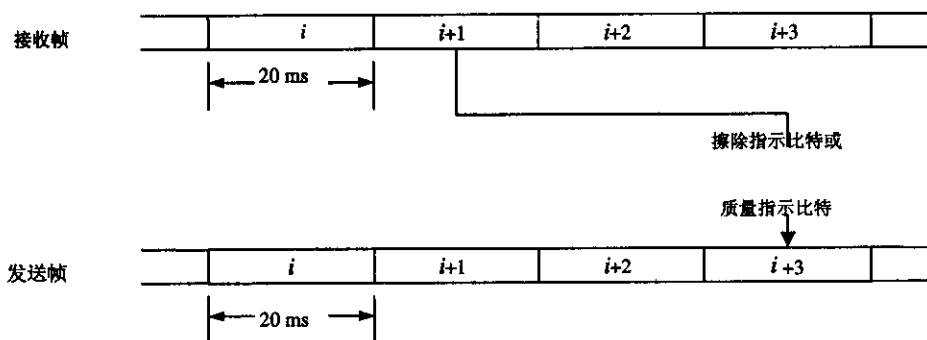 接收帧
i
i+1
i+2
i+3
20 ms
擦除指示比特或
质量指示比特
发送帧
i
i+1
i+2
i +3
20 ms